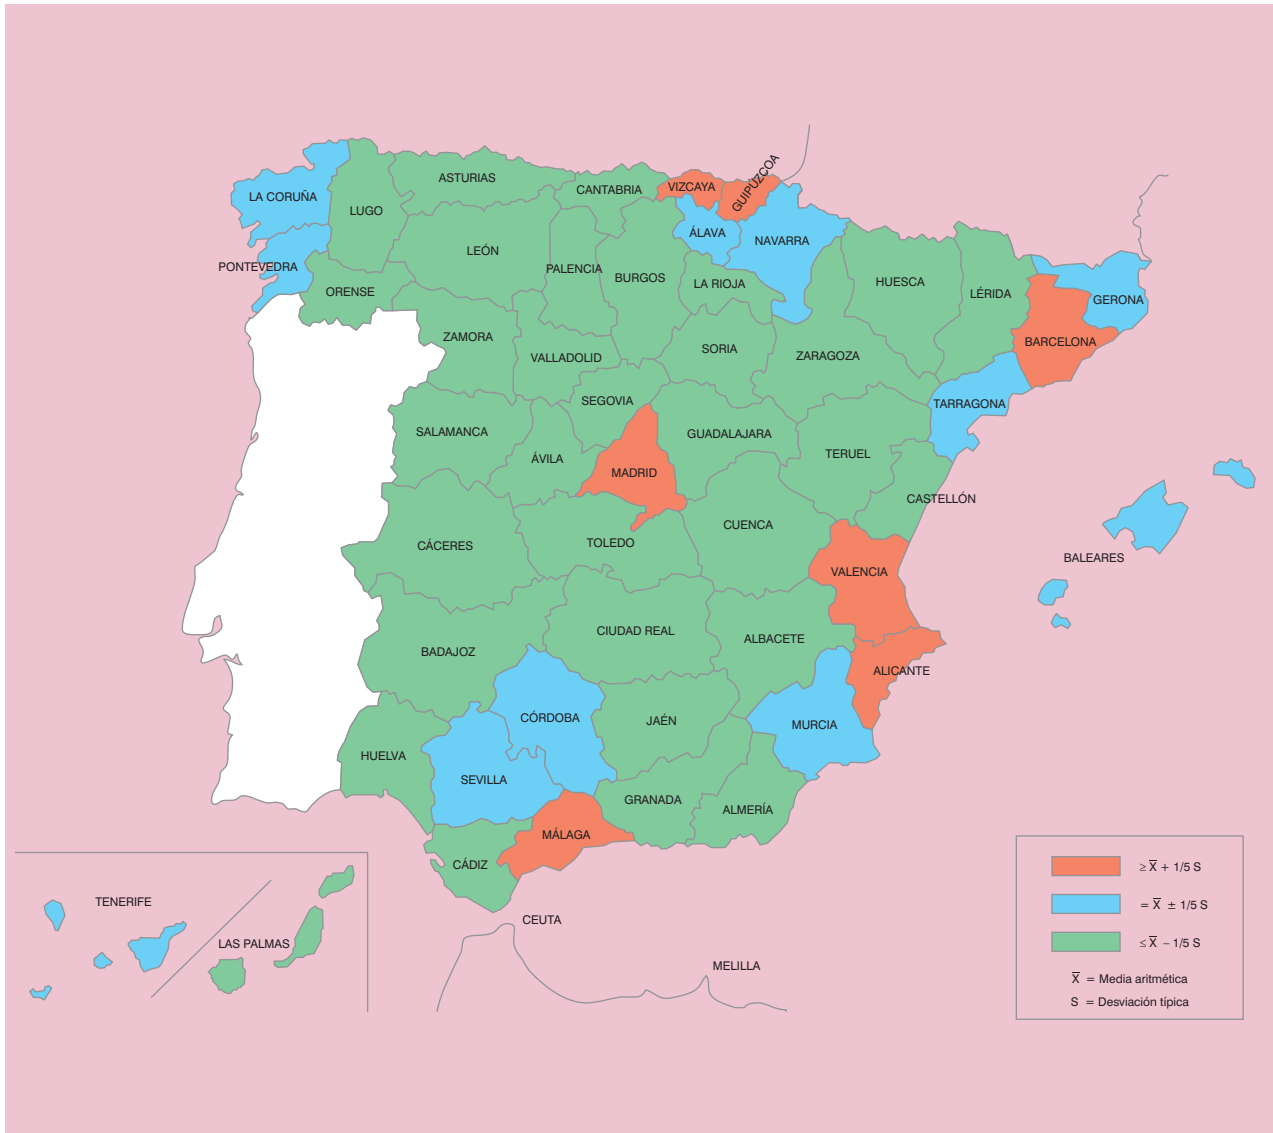 ASTURIAS
CANTABRIA
VIZCAYA
GUIPÚZCOA
LA CORUÑA
LUGO
ÁLAVA
NAVARRA
LEÓN
PONTEVEDRA
PALENCIA
BURGOS
LA RIOJA
HUESCA
ORENSE
LÉRIDA
GERONA
ZAMORA
BARCELONA
SORIA
VALLADOLID
ZARAGOZA
SEGOVIA
TARRAGONA
SALAMANCA
GUADALAJARA
ÁVILA
TERUEL
MADRID
CASTELLÓN
CUENCA
CÁCERES
TOLEDO
BALEARES
VALENCIA
CIUDAD REAL
ALBACETE
BADAJOZ
ALICANTE
CÓRDOBA
JAÉN
MURCIA
HUELVA
SEVILLA
GRANADA
ALMERÍA
MÁLAGA
CÁDIZ
TENERIFE
CEUTA
LAS PALMAS
MELILLA
≥ X̅ + 1/5 S
= X̅ ± 1/5 S
≤ X̅ − 1/5 S
X̅ = Media aritmética
S = Desviación típica